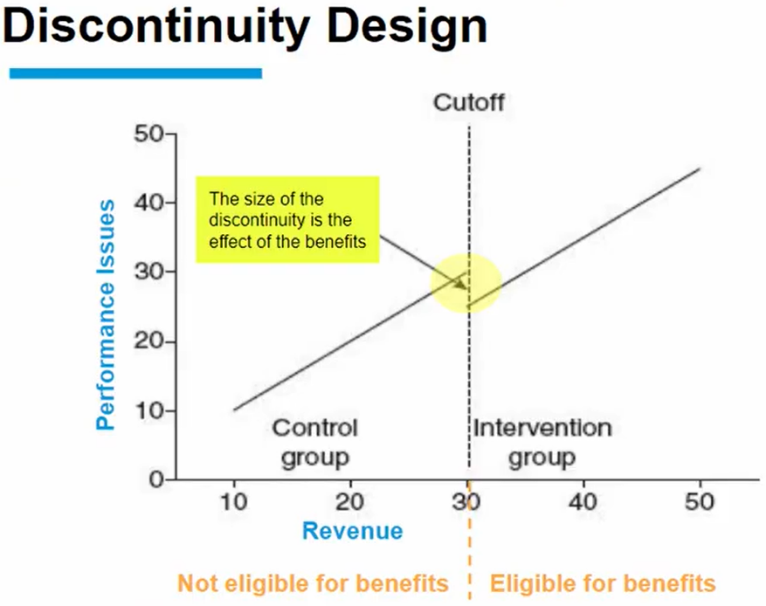 Discontinuity Design
Cutoff
50
40
30
20
10
0
Performance Issues
The size of the
discontinuity is the
effect of the benefits
Control
group
Intervention
group
10 20 30 40 50
Revenue
Not eligible for benefits Eligible for benefits